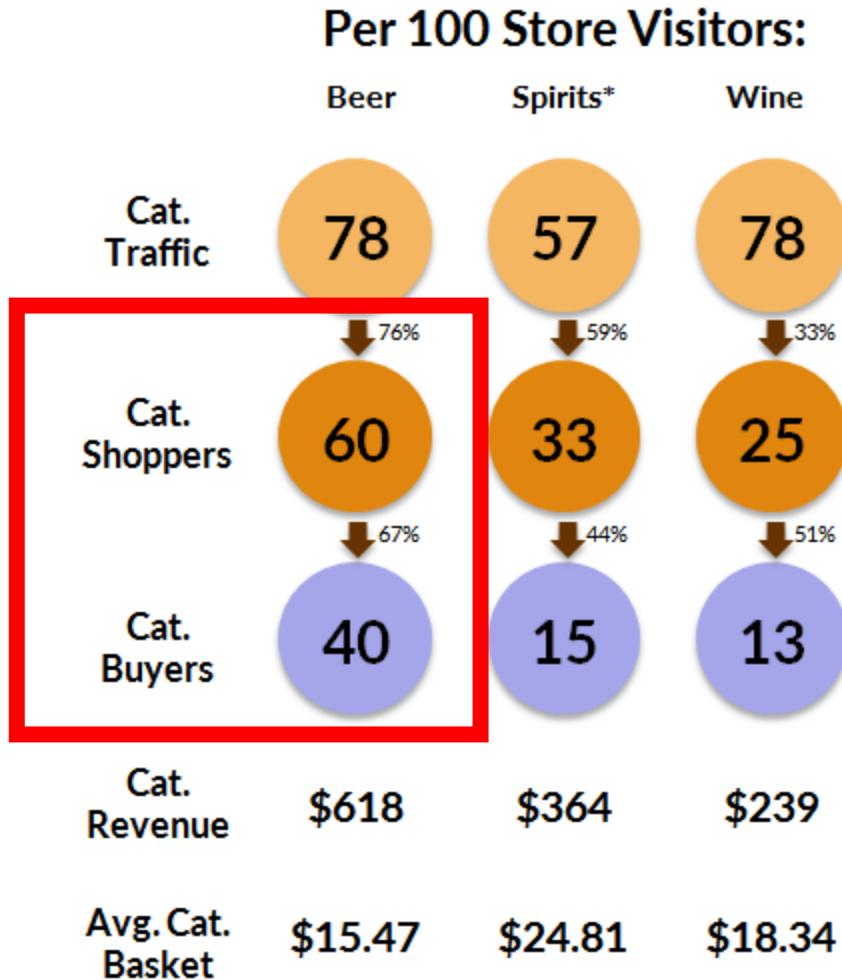 Per 100 Store Visitors:
Beer Spirits* Wine
Cat.
Traffic
78 57 78
76% 59% 33%
Cat.
Shoppers
60 33 25
67% 44% 51%
Cat.
Buyers
40 15 13
Cat.
Revenue
$618 $364 $239
Avg. Cat.
Basket
$15.47 $24.81 $18.34